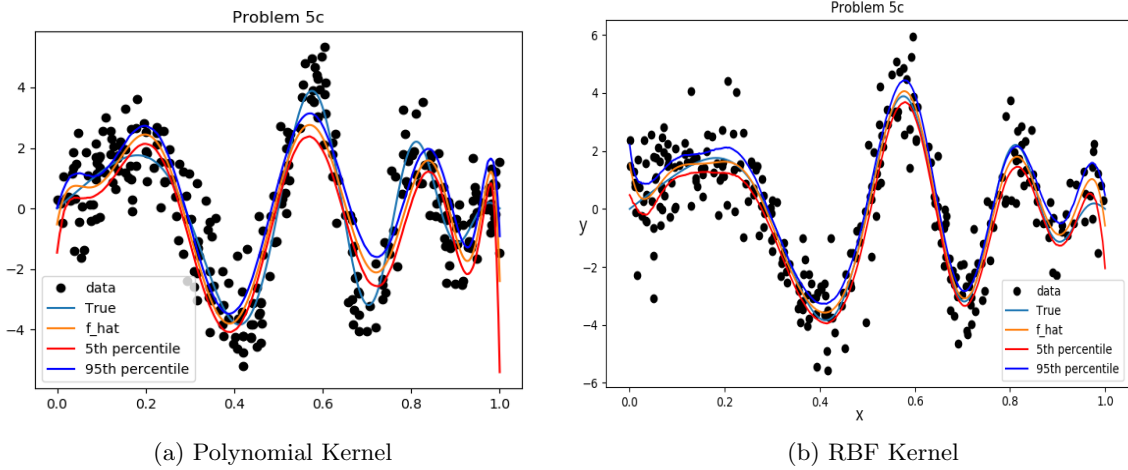 Problem 5c
4
2
0
−2
−4
0.0 0.2 0.4 0.6 0.8 1.0
data
True
f_hat
5th percentile
95th percentile
(a) Polynomial Kernel
Problem 5c
6
4
2
0
−2
−4
−6
y
0.0 0.2 0.4 0.6 0.8 1.0
x
data
True
f_hat
5th percentile
95th percentile
(b) RBF Kernel